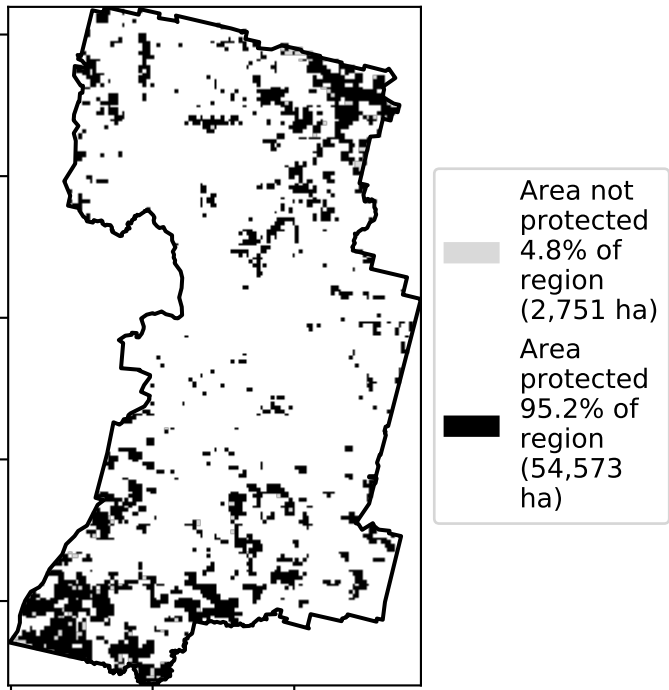 Area not
protected
4.8% of
region
(2,751 ha)
Area
protected
95.2% of
region
(54,573
ha)